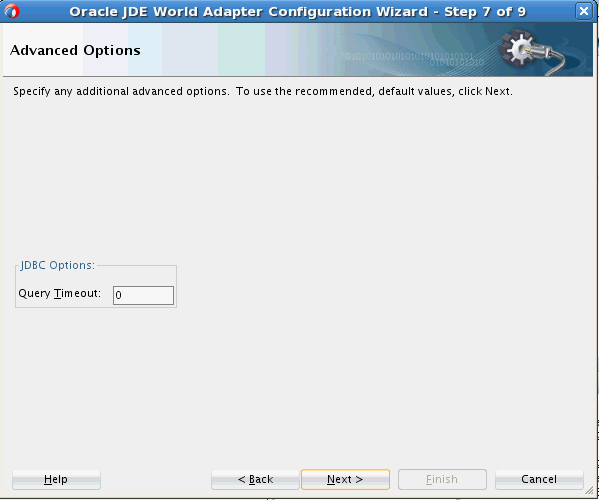 Oracle JDE World Adapter Configuration Wizard - Step 7 of 9
Advanced Options
Specify any additional advanced options. To use the recommended, default values, click Next.
JDBC Options:
Query Timeout: 0
Help < Back Next > Finish Cancel